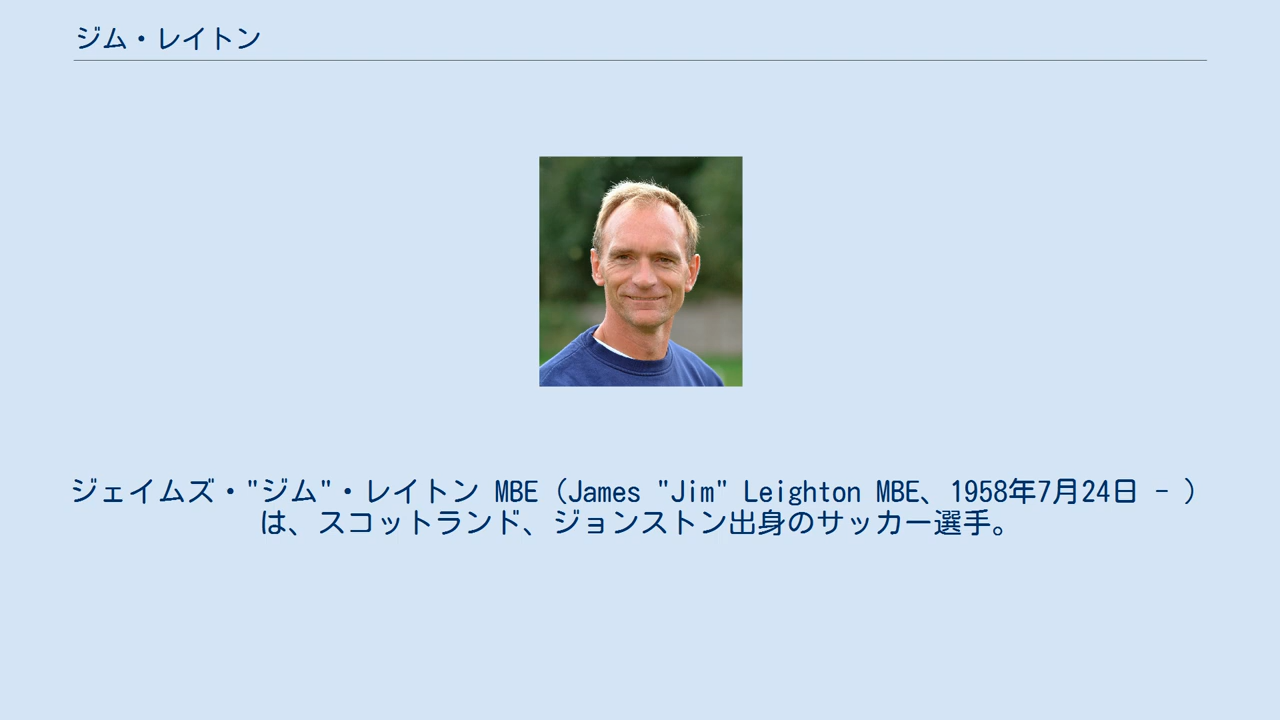 ジム・レイトン
ジェイムズ・"ジム"・レイトン MBE（James "Jim" Leighton MBE、1958年7月24日 - ）
は、スコットランド、ジョンストン出身のサッカー選手。